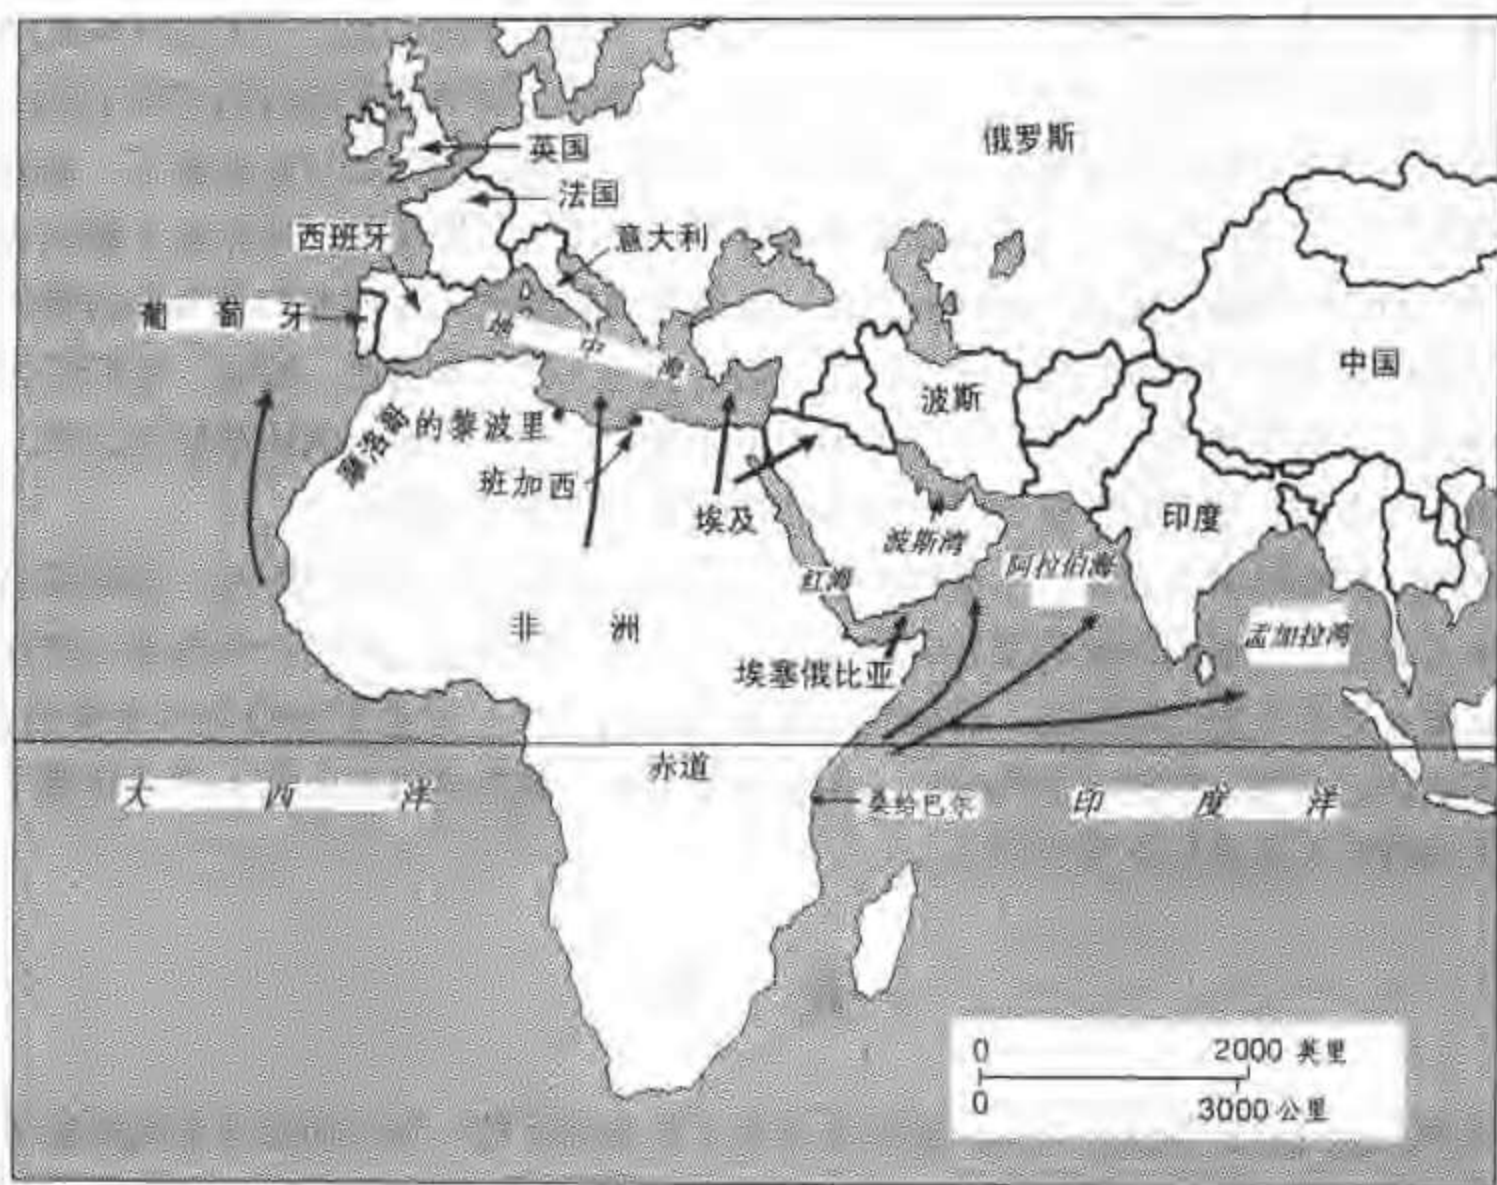 英国
俄罗斯
法国
西班牙
意大利
葡萄牙
地中海
中国
波斯
摩洛哥
的黎波里
班加西
埃及
印度
波斯湾
阿拉伯海
红海
非洲
孟加拉湾
埃塞俄比亚
赤道
大西洋
桑给巴尔
印度洋
0 2000 英里
0 3000 公里